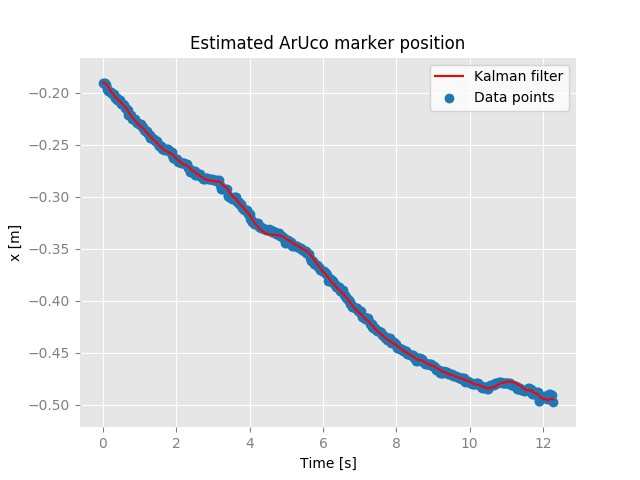 Estimated ArUco marker position
Kalman filter
Data points
−0.20
−0.25
−0.30
−0.35
−0.40
−0.45
−0.50
x [m]
0 2 4 6 8 10 12
Time [s]